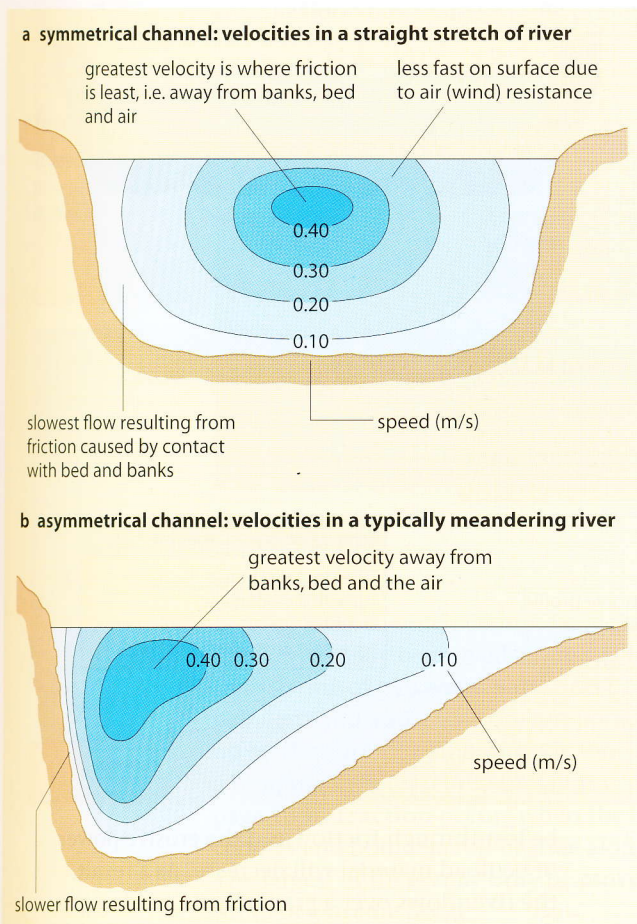 a symmetrical channel: velocities in a straight stretch of river
greatest velocity is where friction
is least, i.e. away from banks, bed
and air
less fast on surface due
to air (wind) resistance
0.40
0.30
0.20
0.10
slowest flow resulting from
friction caused by contact
with bed and banks
speed (m/s)
b asymmetrical channel: velocities in a typically meandering river
greatest velocity away from
banks, bed and the air
0.40 0.30 0.20 0.10
speed (m/s)
slower flow resulting from friction